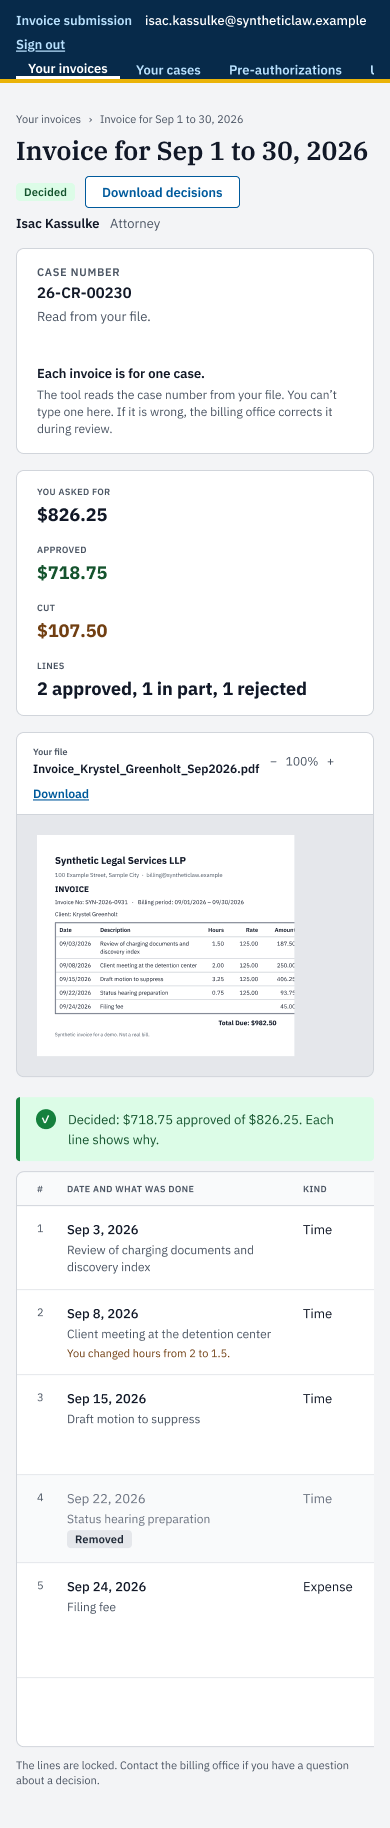 Invoice submission isac.kassulke@syntheticlaw.example
Sign out
Your invoices Your cases Pre-authorizations
Your invoices › Invoice for Sep 1 to 30, 2026
Invoice for Sep 1 to 30, 2026
Decided Download decisions
Isac Kassulke Attorney
CASE NUMBER
26-CR-00230
Read from your file.
Each invoice is for one case.
The tool reads the case number from your file. You can’t
type one here. If it is wrong, the billing office corrects it
during review.
YOU ASKED FOR
$826.25
APPROVED
$718.75
CUT
$107.50
LINES
2 approved, 1 in part, 1 rejected
Your file
Invoice_Krystel_Greenholt_Sep2026.pdf − 100% +
Download
Synthetic Legal Services LLP
100 Example Street, Sample City · billing@syntheticlaw.example
INVOICE
Invoice No: SYN-2026-0931 · Billing period: 09/01/2026 – 09/30/2026
Client: Krystel Greenholt
Date Description Hours Rate Amount
09/03/2026 Review of charging documents and 1.50 125.00 187.50
discovery index
09/08/2026 Client meeting at the detention center 2.00 125.00 250.00
09/15/2026 Draft motion to suppress 3.25 125.00 406.25
09/22/2026 Status hearing preparation 0.75 125.00 93.75
09/24/2026 Filing fee 45.00
Total Due: $982.50
Synthetic invoice for a demo. Not a real bill.
Decided: $718.75 approved of $826.25. Each
line shows why.
# DATE AND WHAT WAS DONE KIND
1 Sep 3, 2026 Time
Review of charging documents and
discovery index
2 Sep 8, 2026 Time
Client meeting at the detention center
You changed hours from 2 to 1.5.
3 Sep 15, 2026 Time
Draft motion to suppress
4 Sep 22, 2026 Time
Status hearing preparation
Removed
5 Sep 24, 2026 Expense
Filing fee
The lines are locked. Contact the billing office if you have a question
about a decision.